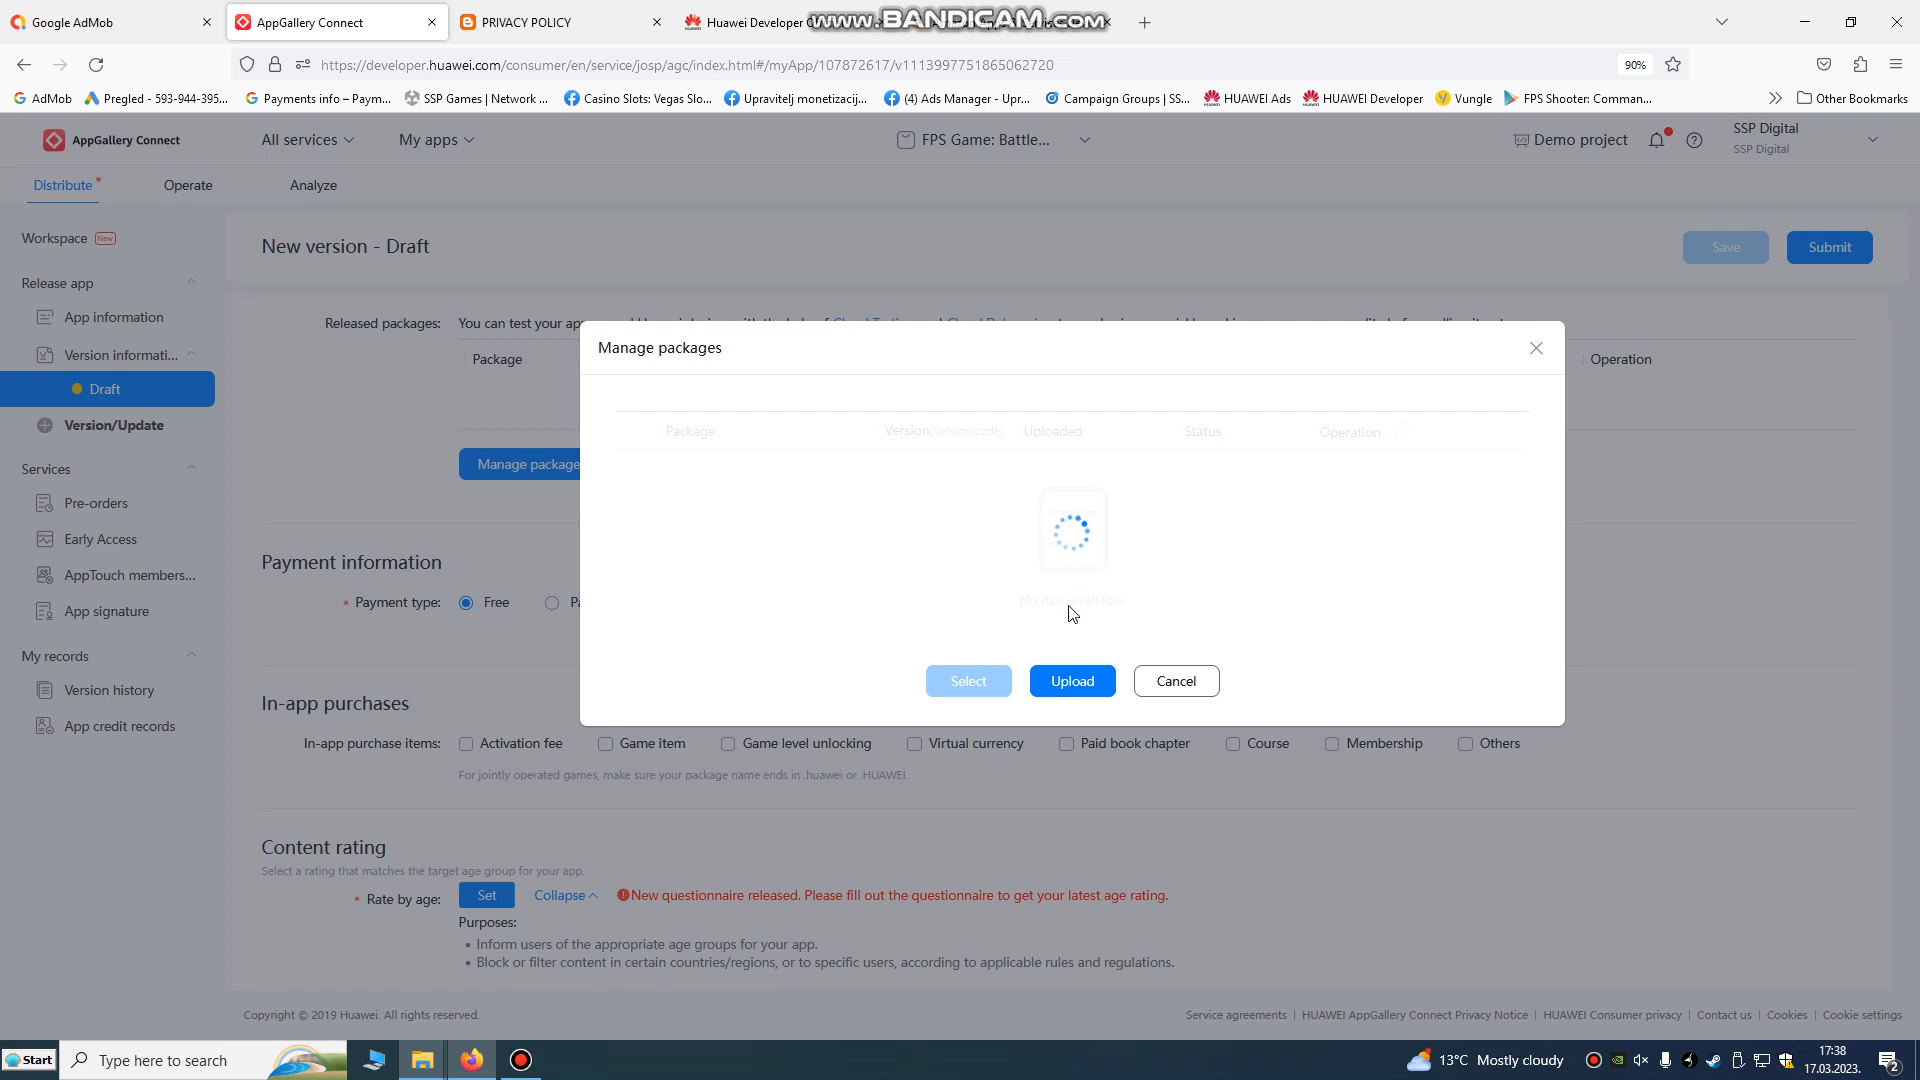 Google AdMob
AppGallery Connect
PRIVACY POLICY
Huawei Developer
www.BANDICAM.com
https://developer.huawei.com/consumer/en/service/josp/agc/index.html#/myApp/107872617/v1113997751865062720
90%
AdMob
Pregled - 593-944-395...
Payments info – Paym...
SSP Games | Network ...
Casino Slots: Vegas Slo...
Upravitelj monetizacij...
(4) Ads Manager - Upr...
Campaign Groups | SS...
HUAWEI Ads
HUAWEI Developer
Vungle
FPS Shooter: Comman...
Other Bookmarks
AppGallery Connect
All services
My apps
FPS Game: Battle...
Demo project
SSP Digital
SSP Digital
Distribute
Operate
Analyze
Workspace New
Release app
App information
Version informati...
Draft
Version/Update
Services
Pre-orders
Early Access
AppTouch members...
App signature
My records
Version history
App credit records
New version - Draft
Save
Submit
Released packages:
You can test your app
Package
Operation
Manage package
Manage packages
Package
Version(Version code)
Uploaded
Status
Operation
No data available.
Select
Upload
Cancel
Payment information
* Payment type:
Free
In-app purchases
In-app purchase items:
Activation fee
Game item
Game level unlocking
Virtual currency
Paid book chapter
Course
Membership
Others
For jointly operated games, make sure your package name ends in .huawei or .HUAWEI.
Content rating
Select a rating that matches the target age group for your app.
* Rate by age:
Set
Collapse
New questionnaire released. Please fill out the questionnaire to get your latest age rating.
Purposes:
• Inform users of the appropriate age groups for your app.
• Block or filter content in certain countries/regions, or to specific users, according to applicable rules and regulations.
Copyright © 2019 Huawei. All rights reserved.
Service agreements | HUAWEI AppGallery Connect Privacy Notice | HUAWEI Consumer privacy | Contact us | Cookies | Cookie settings
Start
Type here to search
13°C Mostly cloudy
17:38
17.03.2023.
2